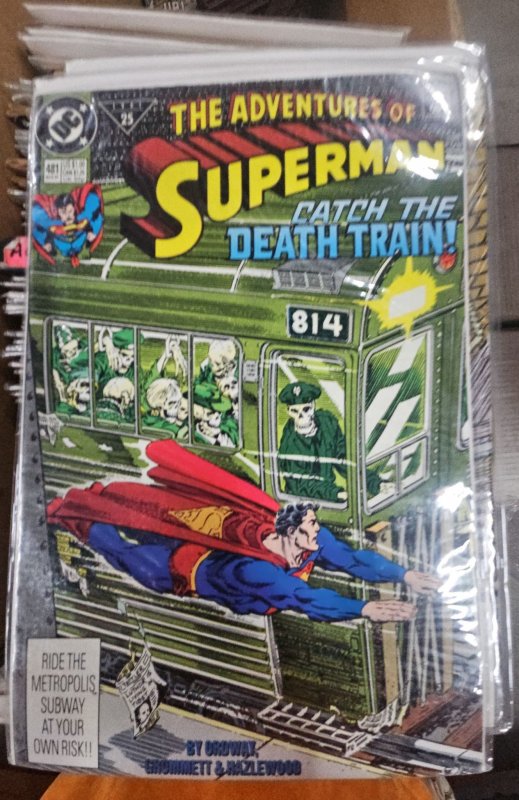 DC
25
THE ADVENTURES OF
SUPERMAN
481
CATCH THE
DEATH TRAIN!
814
RIDE THE
METROPOLIS
SUBWAY
AT YOUR
OWN RISK!!
BY ORDWAY,
GRUMMETT & HAZLEWOOD